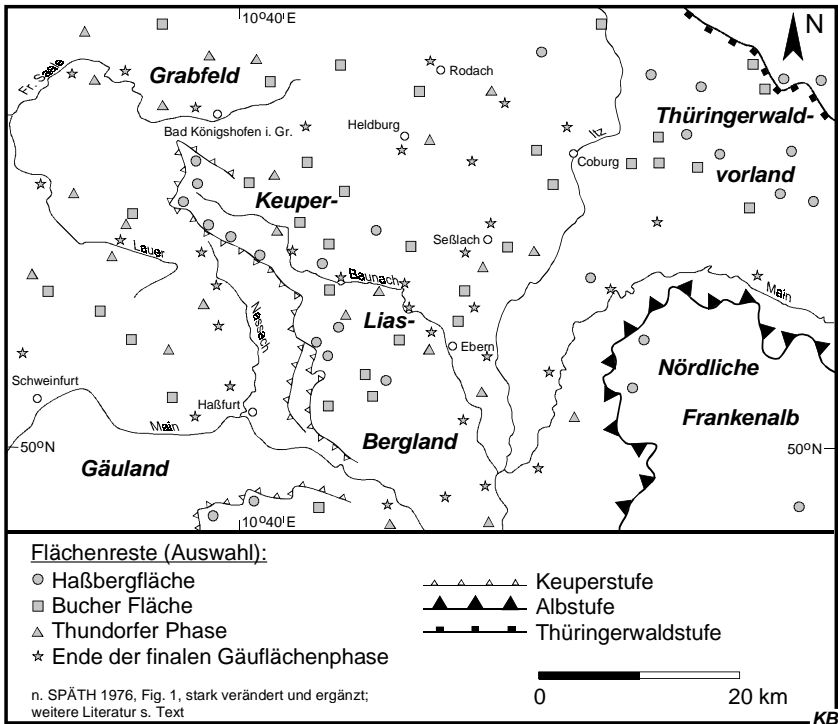 10°40' E
N
Fr. Saale
Grabfeld
Rodach
Thüringerwald-
Bad Königshofen i. Gr.
Heldburg
Itz
Coburg
vorland
Keuper-
Lauer
Seßlach
Baunach
Main
Nassach
Lias-
Ebern
Nördliche
Schweinfurt
Haßfurt
Main
Frankenalb
50°N
Bergland
50°N
Gäuland
10°40' E
Flächenreste (Auswahl):
Haßbergfläche
Bucher Fläche
Thundorfer Phase
Ende der finalen Gäuflächenphase
Keuperstufe
Albstufe
Thüringerwaldstufe
n. SPÄTH 1976, Fig. 1, stark verändert und ergänzt;
weitere Literatur s. Text
0 20 km
KB